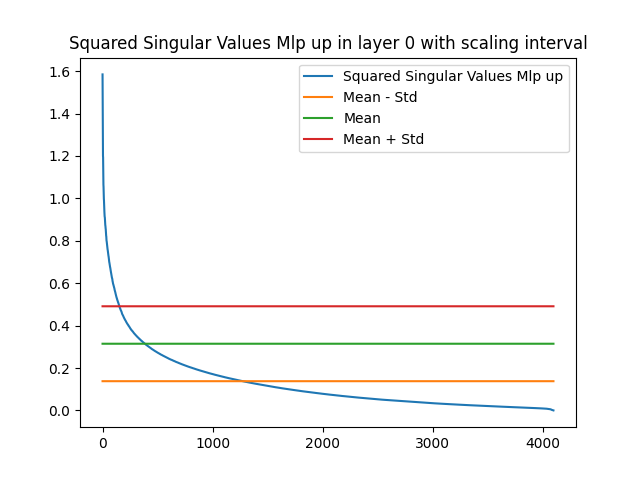 Squared Singular Values Mlp up in layer 0 with scaling interval
Squared Singular Values Mlp up
Mean - Std
Mean
Mean + Std
1.6
1.4
1.2
1.0
0.8
0.6
0.4
0.2
0.0
0 1000 2000 3000 4000